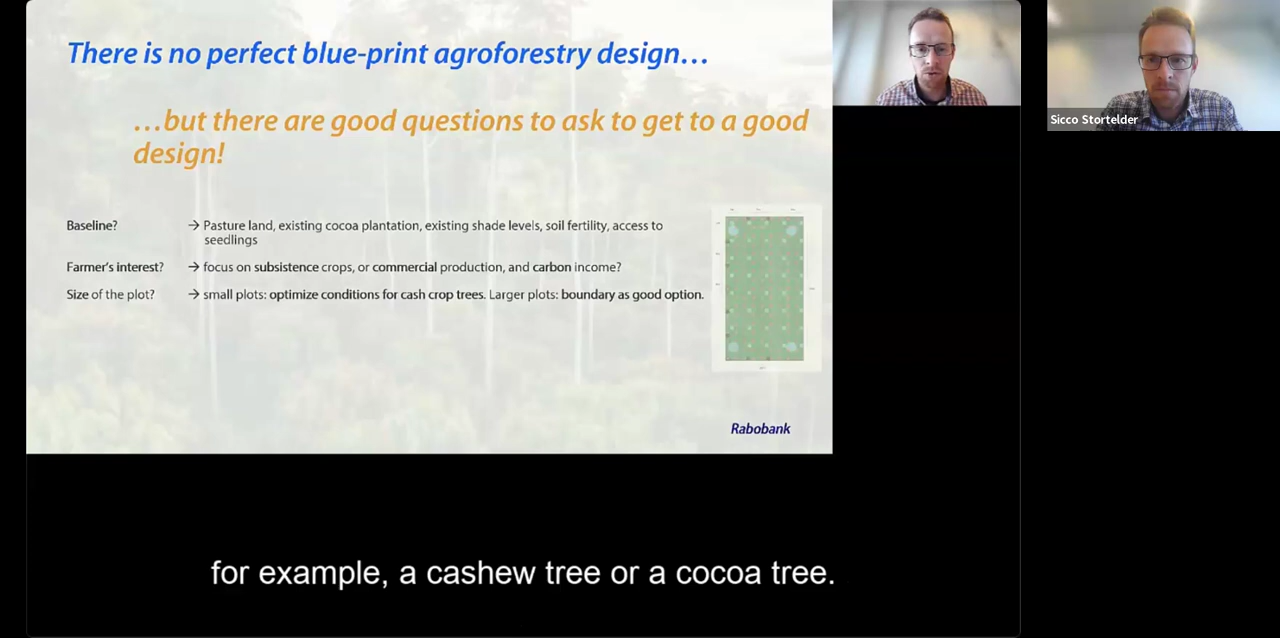 There is no perfect blue-print agroforestry design…
…but there are good questions to ask to get to a good
design!
Baseline? → Pasture land, existing cocoa plantation, existing shade levels, soil fertility, access to
seedlings
Farmer's interest? → focus on subsistence crops, or commercial production, and carbon income?
Size of the plot? → small plots: optimize conditions for cash crop trees. Larger plots: boundary as good option.
Rabobank
Sicco Stortelder
for example, a cashew tree or a cocoa tree.